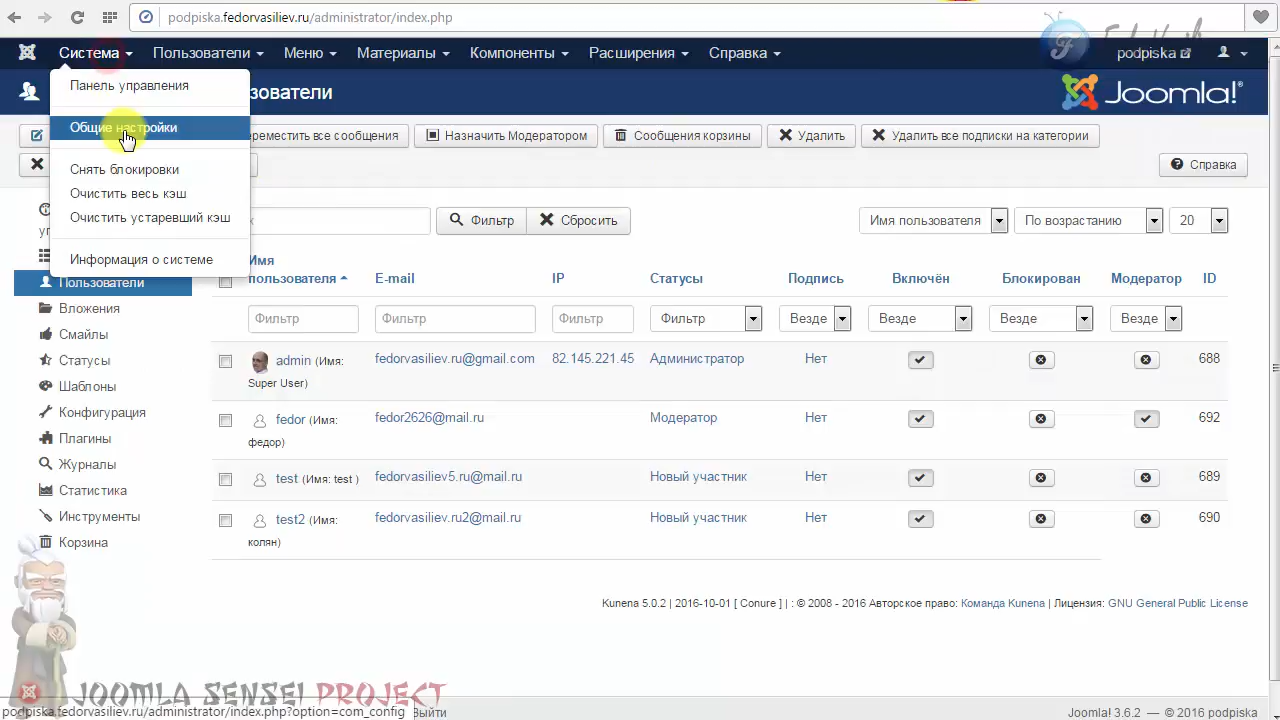 podpiska.fedorvasiliev.ru/administrator/index.php
Система Пользователи Меню Материалы Компоненты Расширения Справка podpiska
Панель управления
Общие настройки
Снять блокировки
Очистить весь кэш
Очистить устаревший кэш
Информация о системе
зователи
Joomla!®
реместить все сообщения Назначить Модератором Сообщения корзины Удалить Удалить все подписки на категории
Справка
Фильтр Сбросить Имя пользователя По возрастанию 20
Пользователи
Вложения
Смайлы
Статусы
Шаблоны
Конфигурация
Плагины
Журналы
Статистика
Инструменты
Корзина
Имя пользователя E-mail IP Статусы Подпись Включён Блокирован Модератор ID
Фильтр Фильтр Фильтр Фильтр Везде Везде Везде Везде
admin (Имя: fedorvasiliev.ru@gmail.com 82.145.221.45 Администратор Нет 688
Super User)
fedor (Имя: fedor2626@mail.ru Модератор Нет 692
федор)
test (Имя: test ) fedorvasiliev5.ru@mail.ru Новый участник Нет 689
test2 (Имя: fedorvasiliev.ru2@mail.ru Новый участник Нет 690
колян)
Kunena 5.0.2 | 2016-10-01 [ Conure ] | : © 2008 - 2016 Авторское право: Команда Kunena | Лицензия: GNU General Public License
JOOMLA SENSEI PROJECT
podpiska.fedorvasiliev.ru/administrator/index.php?option=com_config Выйти
Joomla! 3.6.2 — © 2016 podpiska